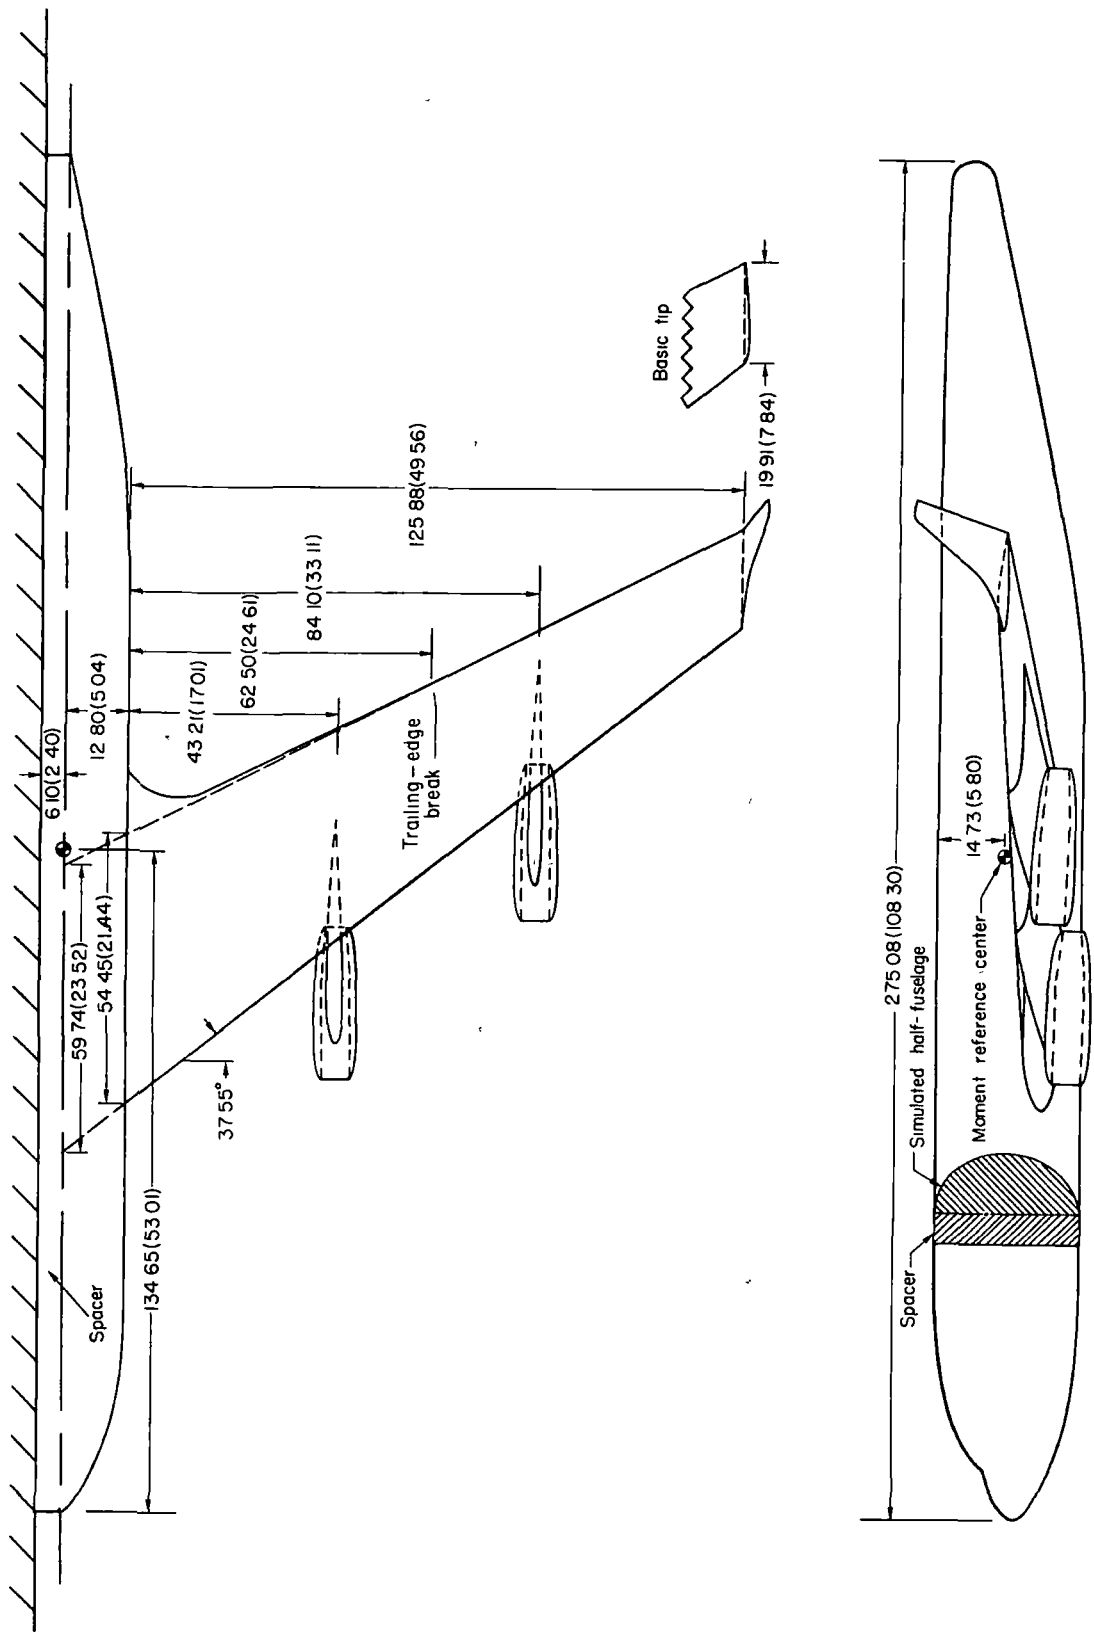 6 10(2 40)
12 80(5 04)
43 21(17 01)
62 50(24 61)
84 10(33 11)
125 88(49 56)
59 74(23 52)
54 45(21.44)
134 65(53 01)
37 55°
Spacer
Trailing-edge
break
Basic tip
19 91(7 84)
275 08(108 30)
14 73(5 80)
Simulated half-fuselage
Moment reference center
Spacer